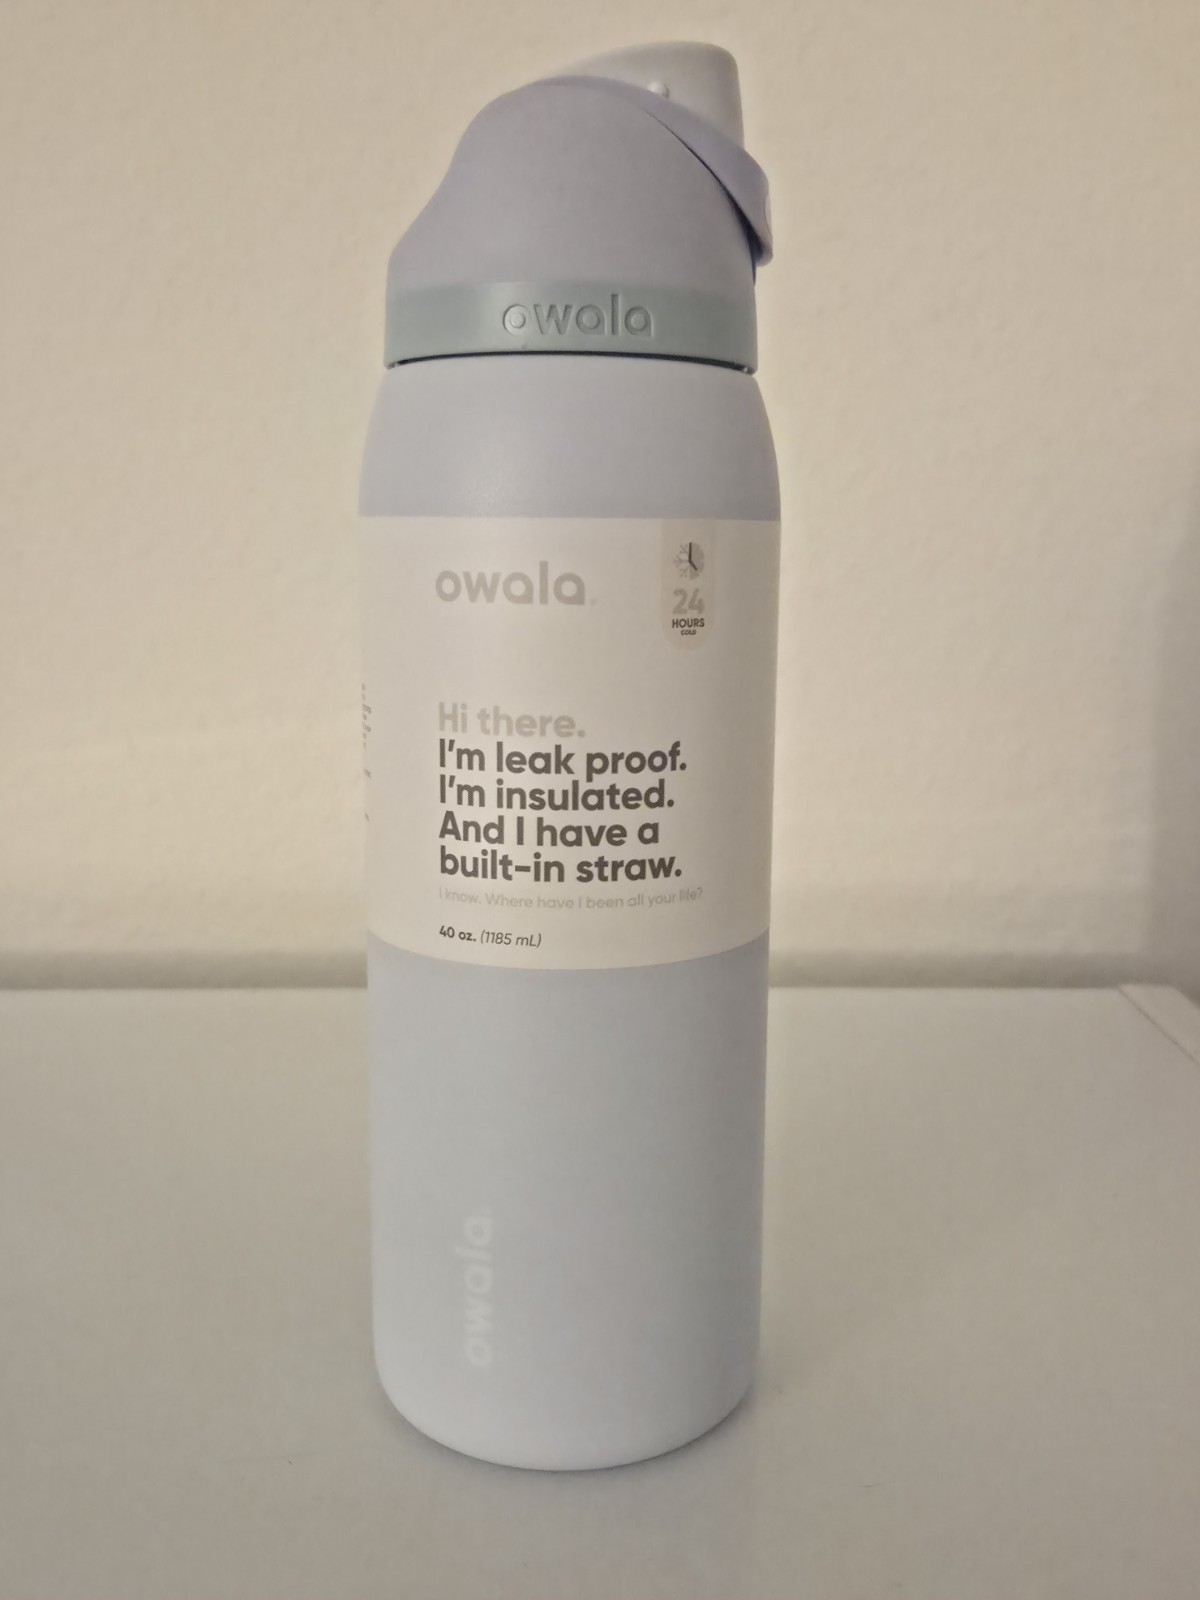 owala
owala.
24
HOURS
COLD
Hi there.
I'm leak proof.
I'm insulated.
And I have a
built-in straw.
I know. Where have I been all your life?
40 oz. (1185 mL)
owala